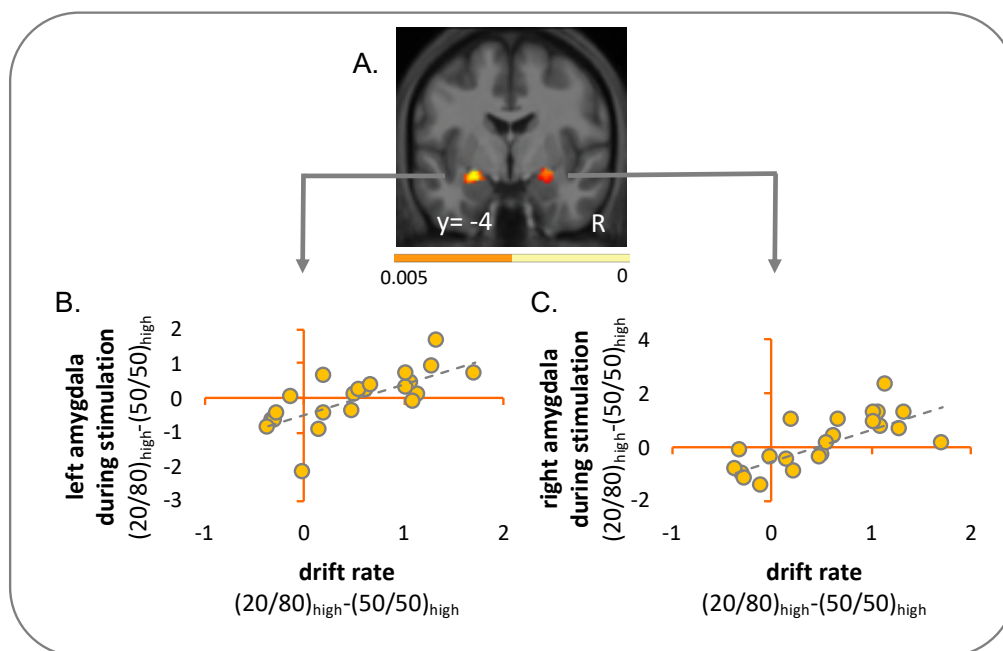 A.
y= -4
R
0.005
0
B.
left amygdala
during stimulation
(20/80)high-(50/50)high
2
1
0
-1
-2
-3
-1
0
1
2
drift rate
(20/80)high-(50/50)high
C.
right amygdala
during stimulation
(20/80)high-(50/50)high
4
2
0
-2
-1
0
1
2
drift rate
(20/80)high-(50/50)high